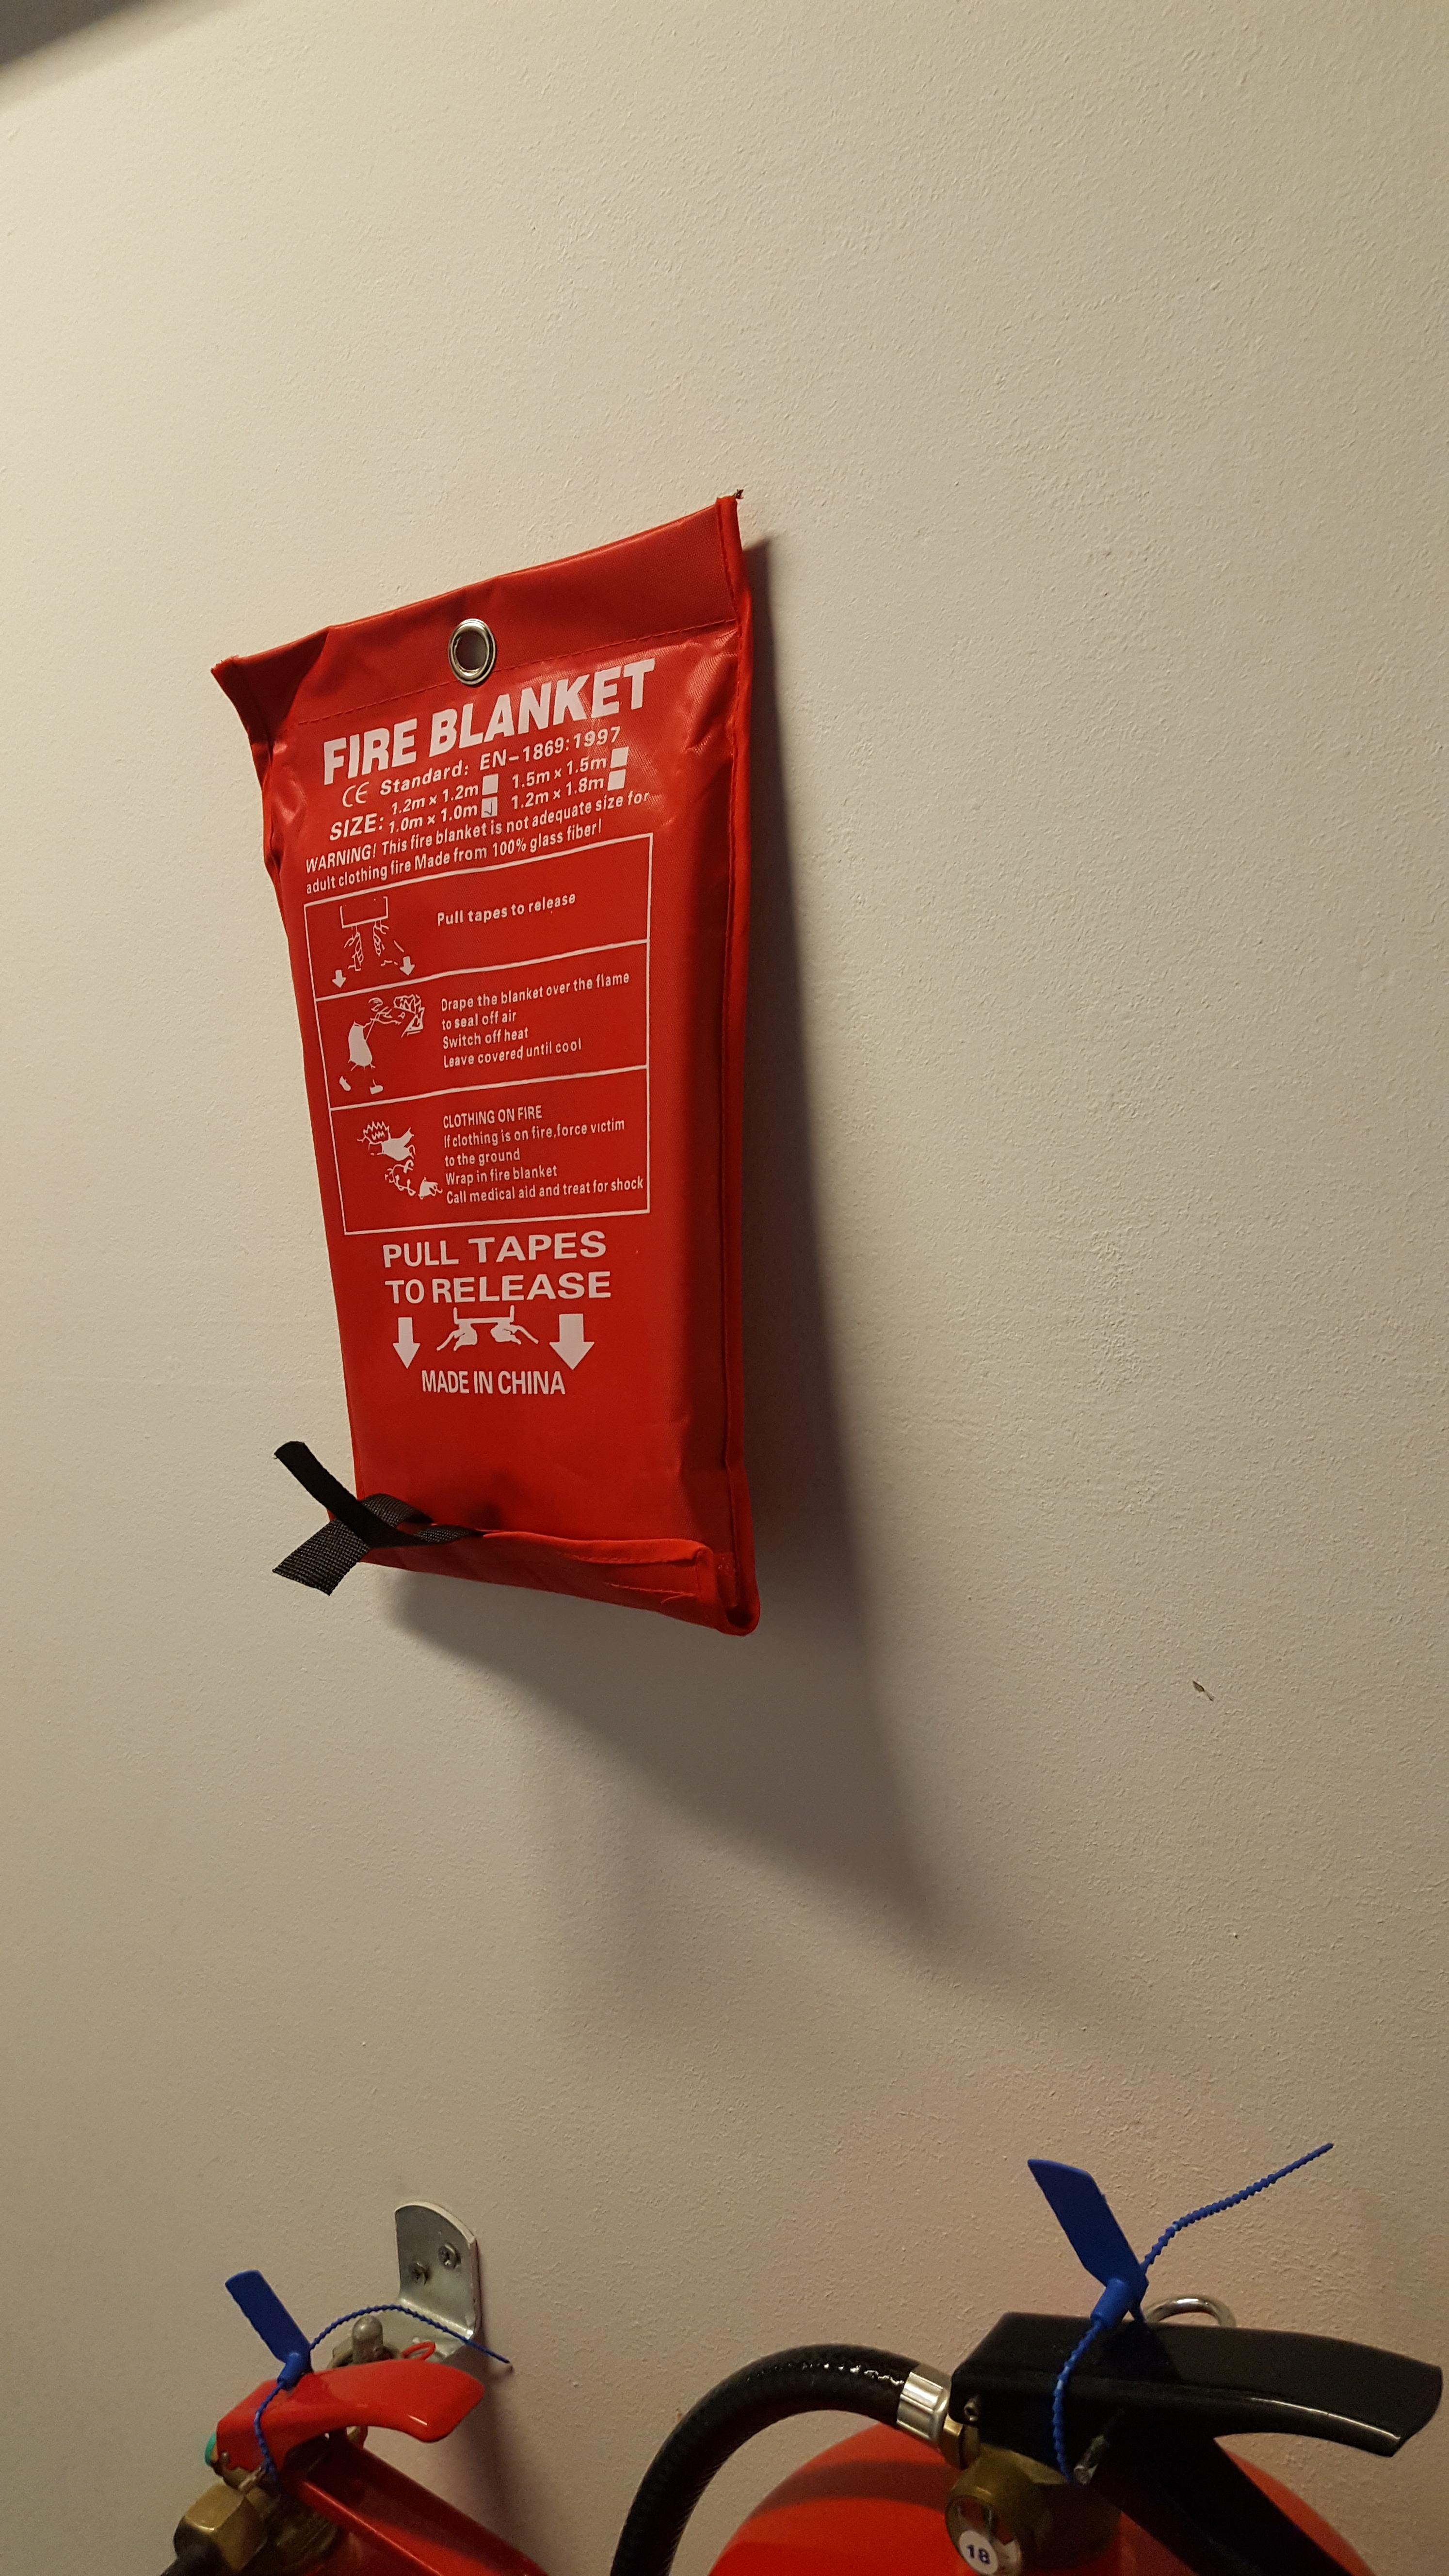 FIRE BLANKET
CE Standard: EN-1869:1997
SIZE: 1.2m × 1.2m 1.5m × 1.5m
1.0m × 1.0m ✓ 1.2m × 1.8m
WARNING! This fire blanket is not adequate size for
adult clothing fire Made from 100% glass fiber!
Pull tapes to release
Drape the blanket over the flame
to seal off air
Switch off heat
Leave covered until cool
CLOTHING ON FIRE
If clothing is on fire,force victim
to the ground
Wrap in fire blanket
Call medical aid and treat for shock
PULL TAPES
TO RELEASE
MADE IN CHINA
18